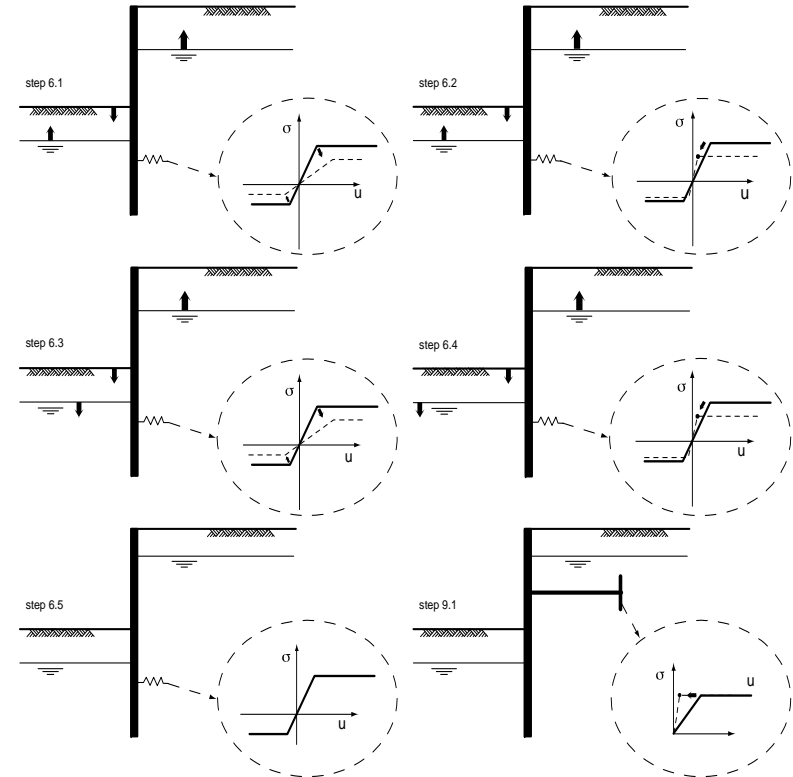 step 6.1
σ
u
step 6.2
σ
u
step 6.3
σ
u
step 6.4
σ
u
step 6.5
σ
u
step 9.1
σ
u